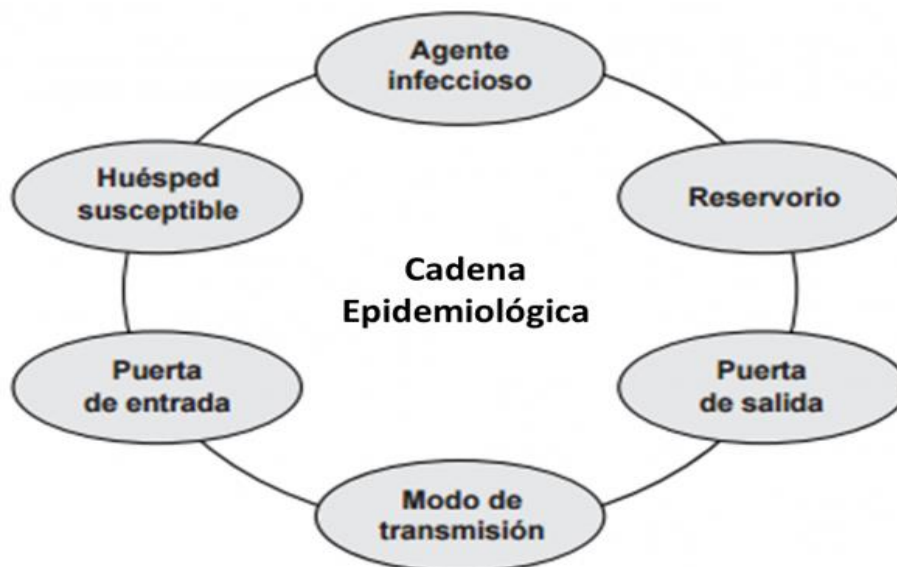 Agente
infeccioso
Huésped
susceptible
Reservorio
Cadena
Epidemiológica
Puerta
de entrada
Puerta
de salida
Modo de
transmisión